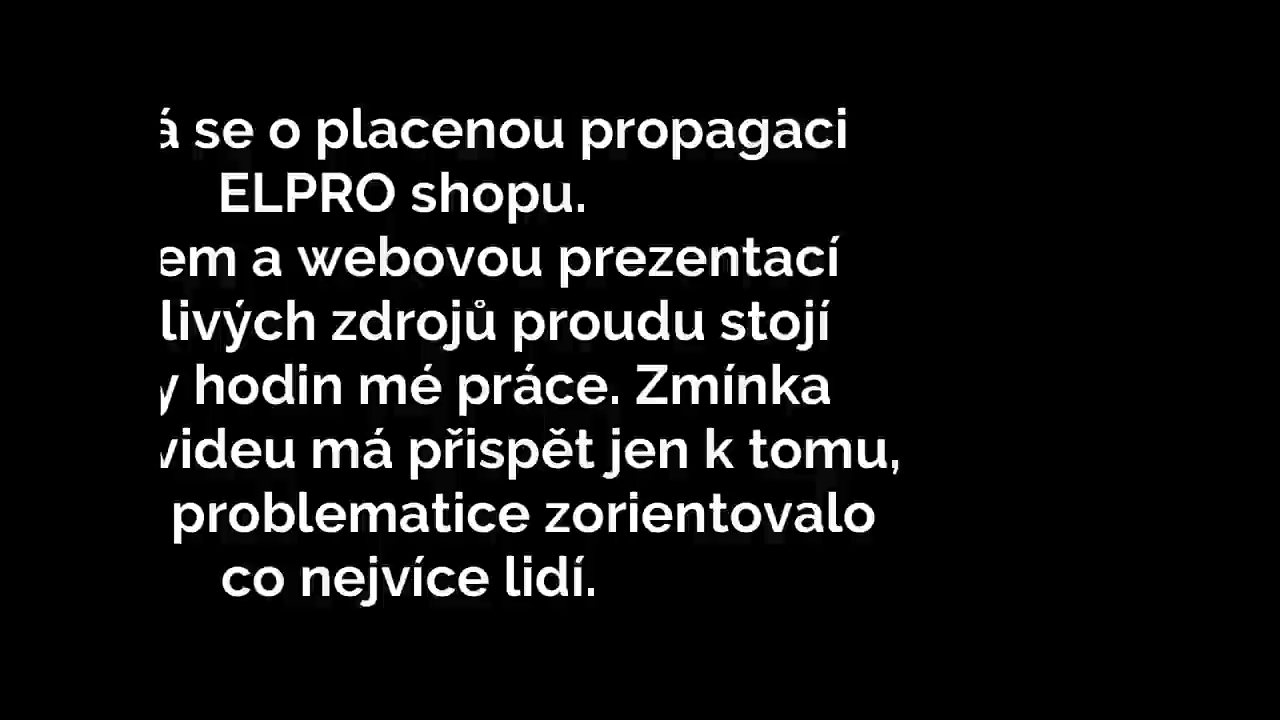 á se o placenou propagaci
ELPRO shopu.
em a webovou prezentací
livých zdrojů proudu stojí
y hodin mé práce. Zmínka
videu má přispět jen k tomu,
problematice zorientovalo
co nejvíce lidí.